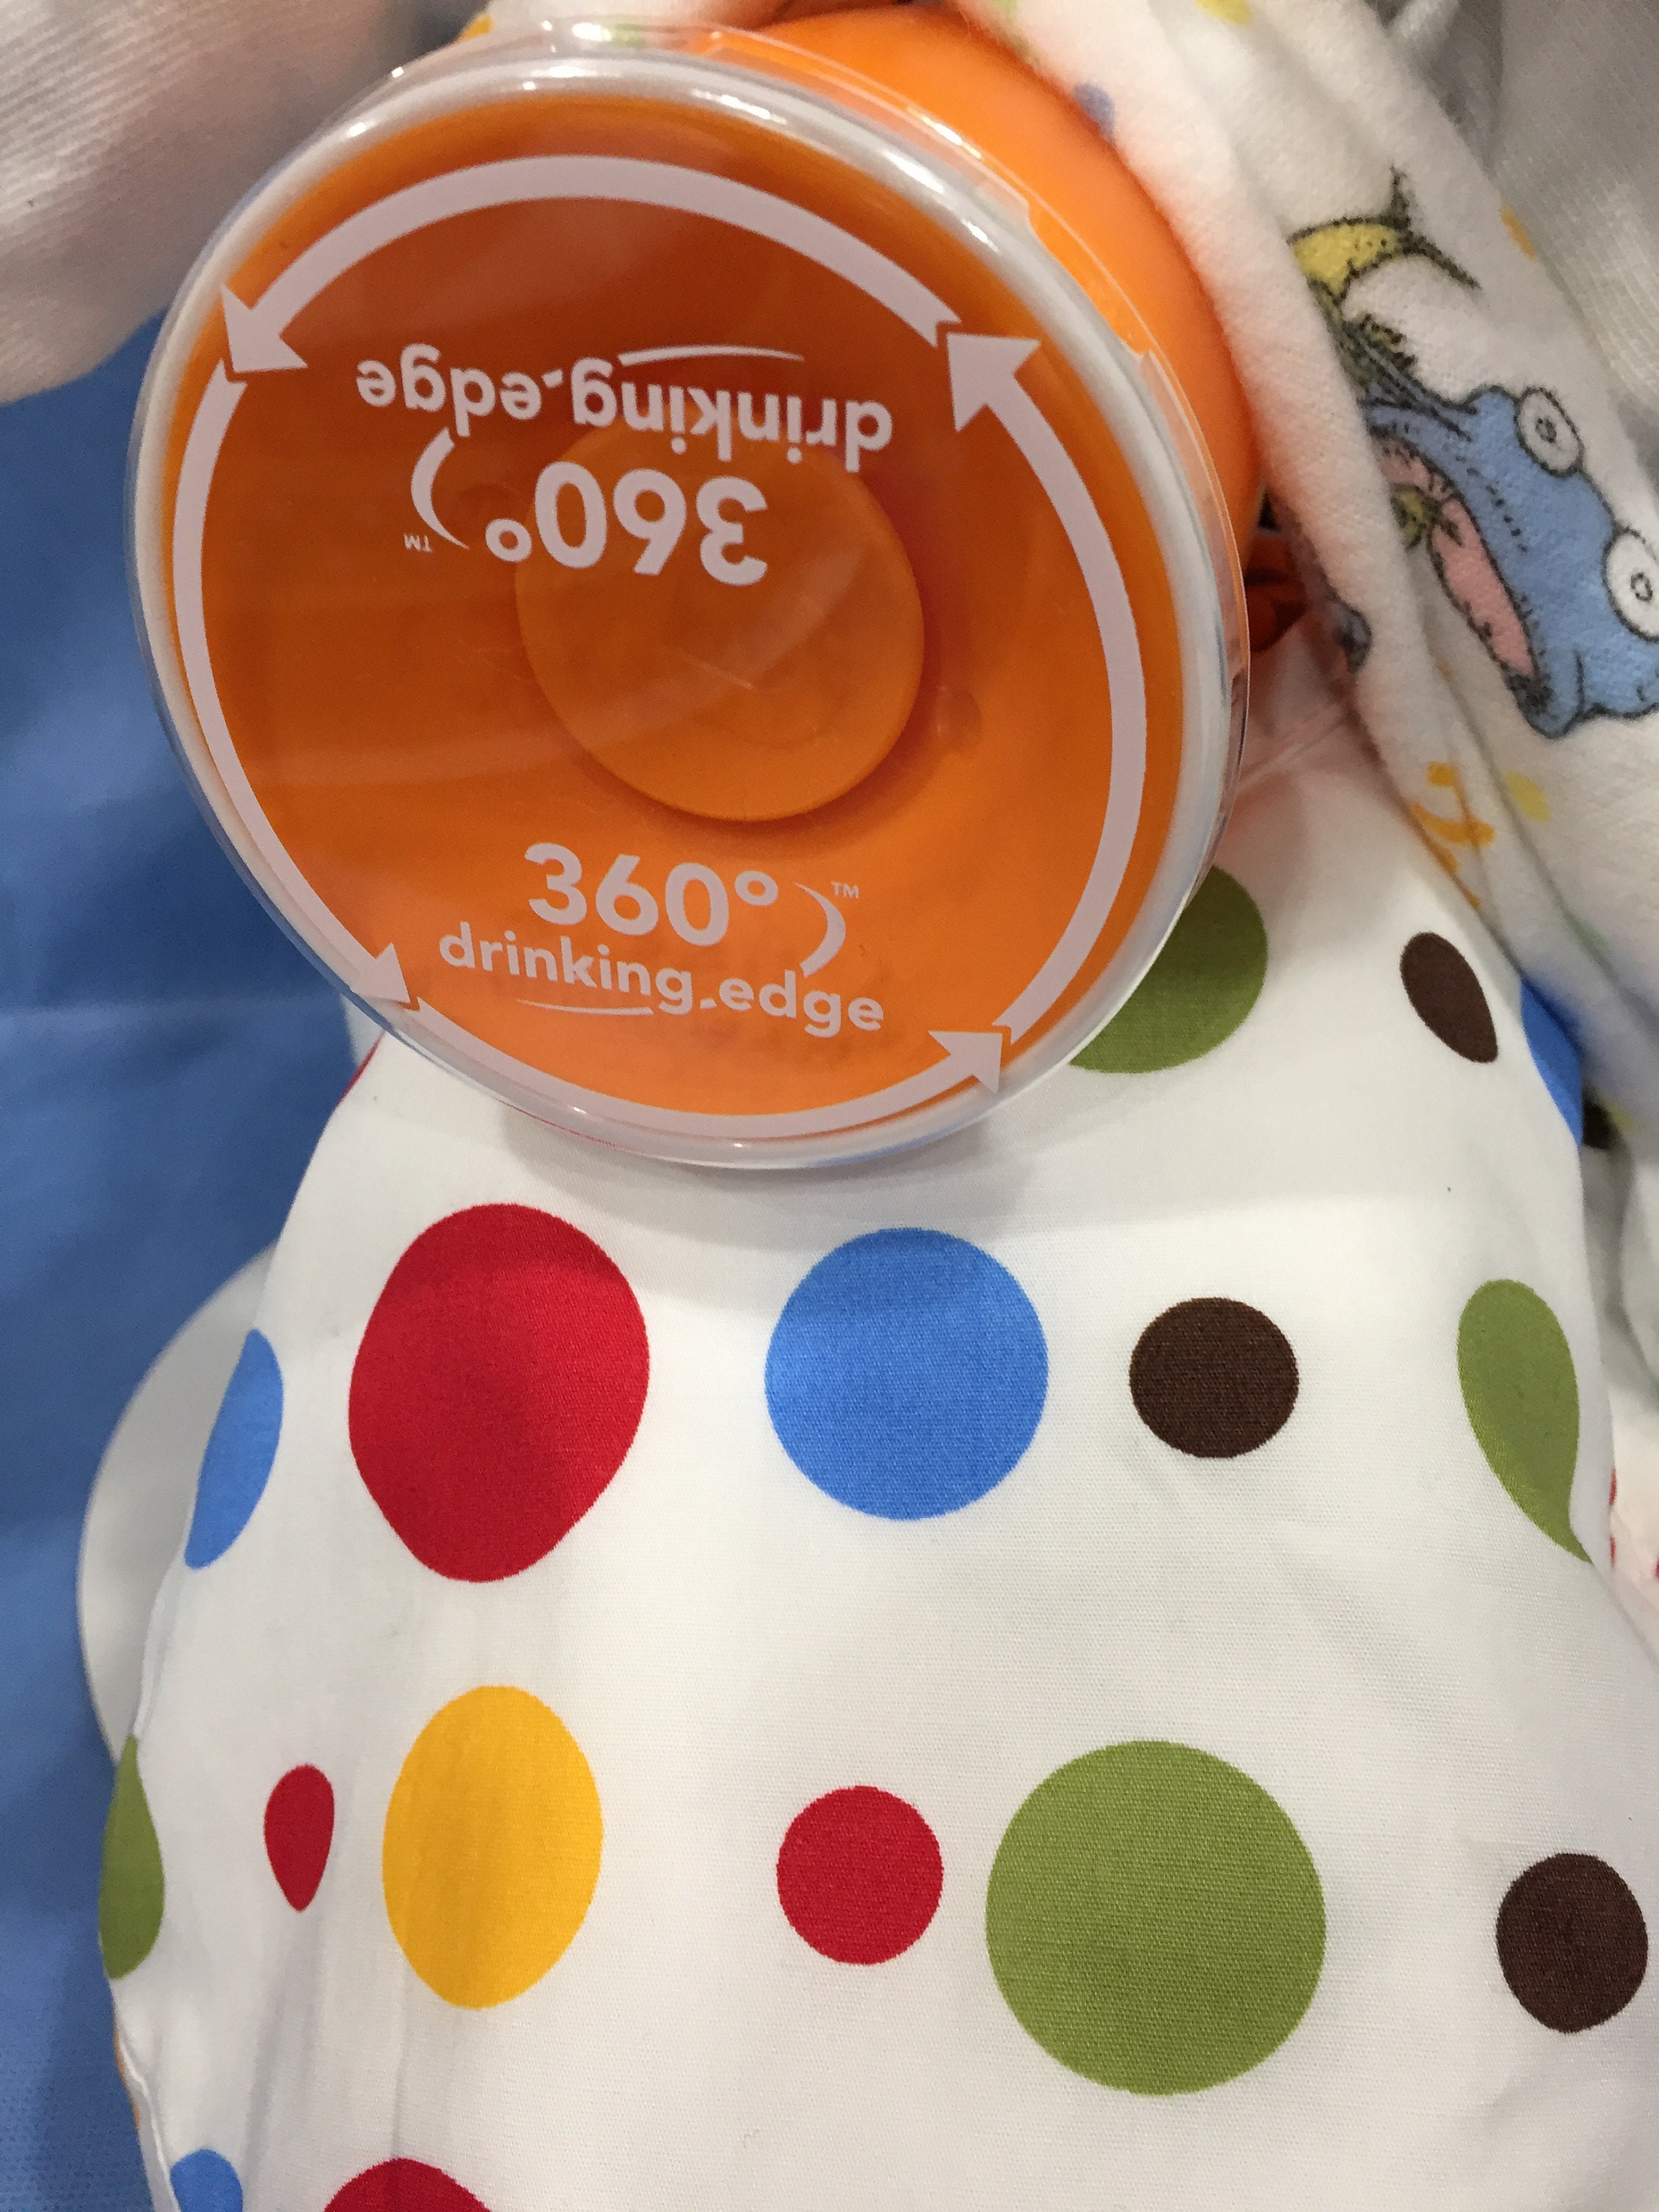 drinking.edge
360°
TM
360° TM
drinking.edge